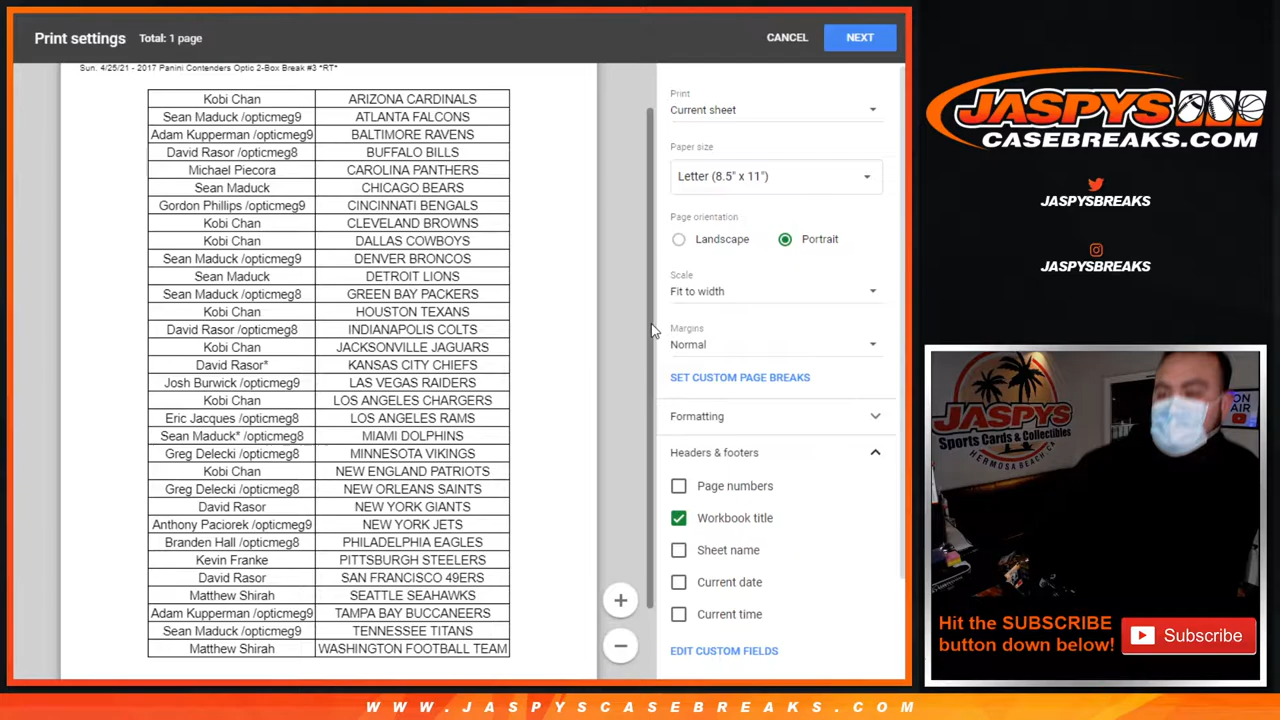 Print settings Total: 1 page CANCEL NEXT
Sun. 4/25/21 - 2017 Panini Contenders Optic 2-Box Break #3 *RT*
Kobi Chan ARIZONA CARDINALS
Sean Maduck /opticmeg9 ATLANTA FALCONS
Adam Kupperman /opticmeg9 BALTIMORE RAVENS
David Rasor /opticmeg8 BUFFALO BILLS
Michael Piecora CAROLINA PANTHERS
Sean Maduck CHICAGO BEARS
Gordon Phillips /opticmeg9 CINCINNATI BENGALS
Kobi Chan CLEVELAND BROWNS
Kobi Chan DALLAS COWBOYS
Sean Maduck /opticmeg9 DENVER BRONCOS
Sean Maduck DETROIT LIONS
Sean Maduck /opticmeg8 GREEN BAY PACKERS
Kobi Chan HOUSTON TEXANS
David Rasor /opticmeg8 INDIANAPOLIS COLTS
Kobi Chan JACKSONVILLE JAGUARS
David Rasor* KANSAS CITY CHIEFS
Josh Burwick /opticmeg9 LAS VEGAS RAIDERS
Kobi Chan LOS ANGELES CHARGERS
Eric Jacques /opticmeg8 LOS ANGELES RAMS
Sean Maduck* /opticmeg8 MIAMI DOLPHINS
Greg Delecki /opticmeg8 MINNESOTA VIKINGS
Kobi Chan NEW ENGLAND PATRIOTS
Greg Delecki /opticmeg8 NEW ORLEANS SAINTS
David Rasor NEW YORK GIANTS
Anthony Paciorek /opticmeg9 NEW YORK JETS
Branden Hall /opticmeg8 PHILADELPHIA EAGLES
Kevin Franke PITTSBURGH STEELERS
David Rasor SAN FRANCISCO 49ERS
Matthew Shirah SEATTLE SEAHAWKS
Adam Kupperman /opticmeg9 TAMPA BAY BUCCANEERS
Sean Maduck /opticmeg9 TENNESSEE TITANS
Matthew Shirah WASHINGTON FOOTBALL TEAM
Print
Current sheet
Paper size
Letter (8.5" x 11")
Page orientation
Landscape Portrait
Scale
Fit to width
Margins
Normal
SET CUSTOM PAGE BREAKS
Formatting
Headers & footers
Page numbers
Workbook title
Sheet name
Current date
Current time
EDIT CUSTOM FIELDS
JASPYS
CASEBREAKS.COM
JASPYSBREAKS
JASPYSBREAKS
JASPYS
Sports Cards & Collectibles
HERMOSA BEACH, CA
ON
AIR
Hit the SUBSCRIBE
button down below!
Subscribe
WWW.JASPYSCASEBREAKS.COM